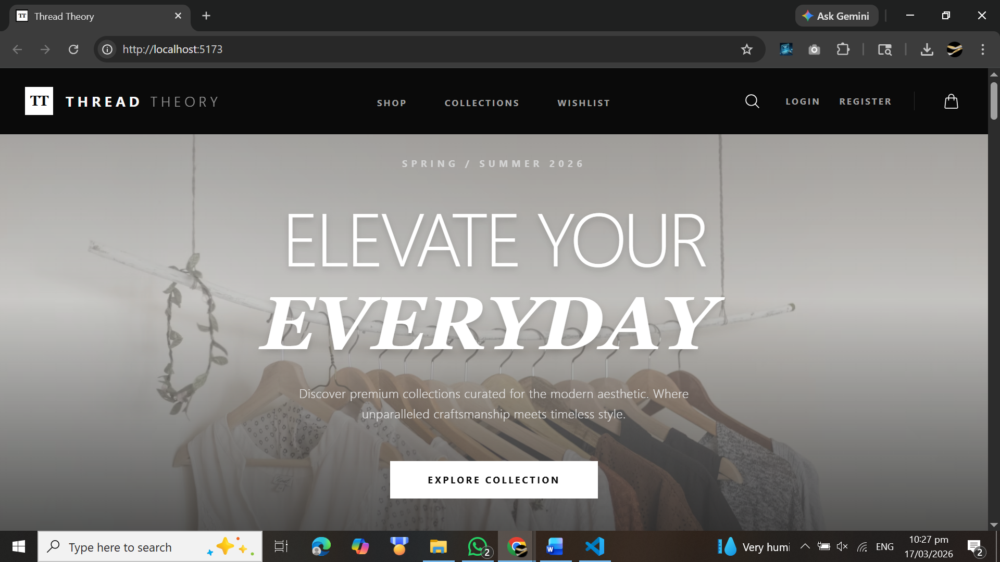 TT Thread Theory
Ask Gemini
http://localhost:5173
TT THREAD THEORY
SHOP COLLECTIONS WISHLIST
LOGIN REGISTER
SPRING / SUMMER 2026
ELEVATE YOUR
EVERYDAY
Discover premium collections curated for the modern aesthetic. Where
unparalleled craftsmanship meets timeless style.
EXPLORE COLLECTION
Type here to search
2
W
Very humi
ENG
10:27 pm
17/03/2026
2